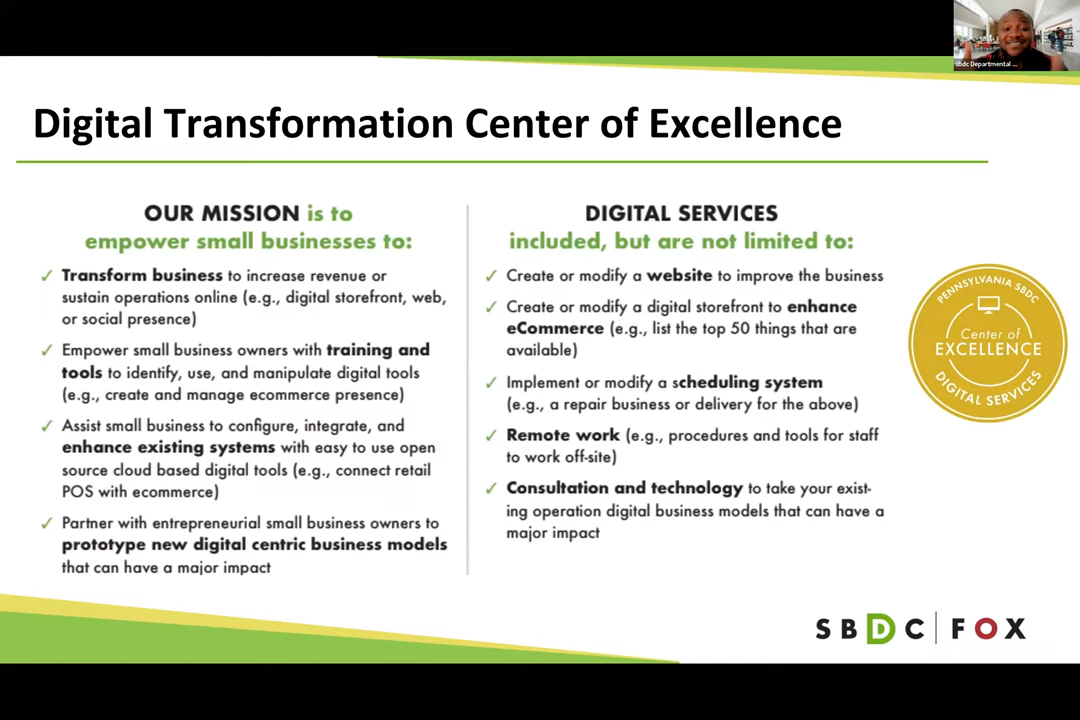 sbdc Departmental ...
Digital Transformation Center of Excellence
OUR MISSION is to
empower small businesses to:
✓ Transform business to increase revenue or
sustain operations online (e.g., digital storefront, web,
or social presence)
✓ Empower small business owners with training and
tools to identify, use, and manipulate digital tools
(e.g., create and manage ecommerce presence)
✓ Assist small business to configure, integrate, and
enhance existing systems with easy to use open
source cloud based digital tools (e.g., connect retail
POS with ecommerce)
✓ Partner with entrepreneurial small business owners to
prototype new digital centric business models
that can have a major impact
DIGITAL SERVICES
included, but are not limited to:
✓ Create or modify a website to improve the business
✓ Create or modify a digital storefront to enhance
eCommerce (e.g., list the top 50 things that are
available)
✓ Implement or modify a scheduling system
(e.g., a repair business or delivery for the above)
✓ Remote work (e.g., procedures and tools for staff
to work off-site)
✓ Consultation and technology to take your exist-
ing operation digital business models that can have a
major impact
PENNSYLVANIA SBDC
Center of
EXCELLENCE
DIGITAL SERVICES
SBDC | FOX